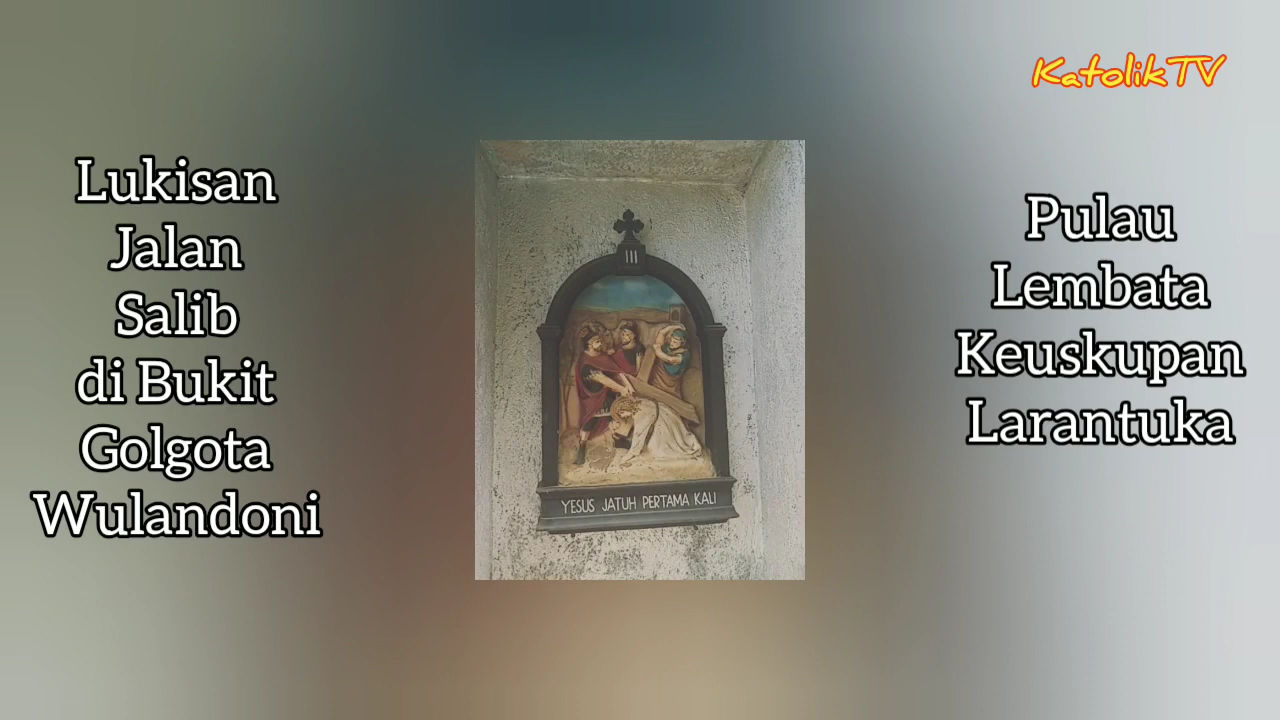 Lukisan
Jalan
Salib
di Bukit
Golgota
Wulandoni
III
YESUS JATUH PERTAMA KALI
KatolikTV
Pulau
Lembata
Keuskupan
Larantuka